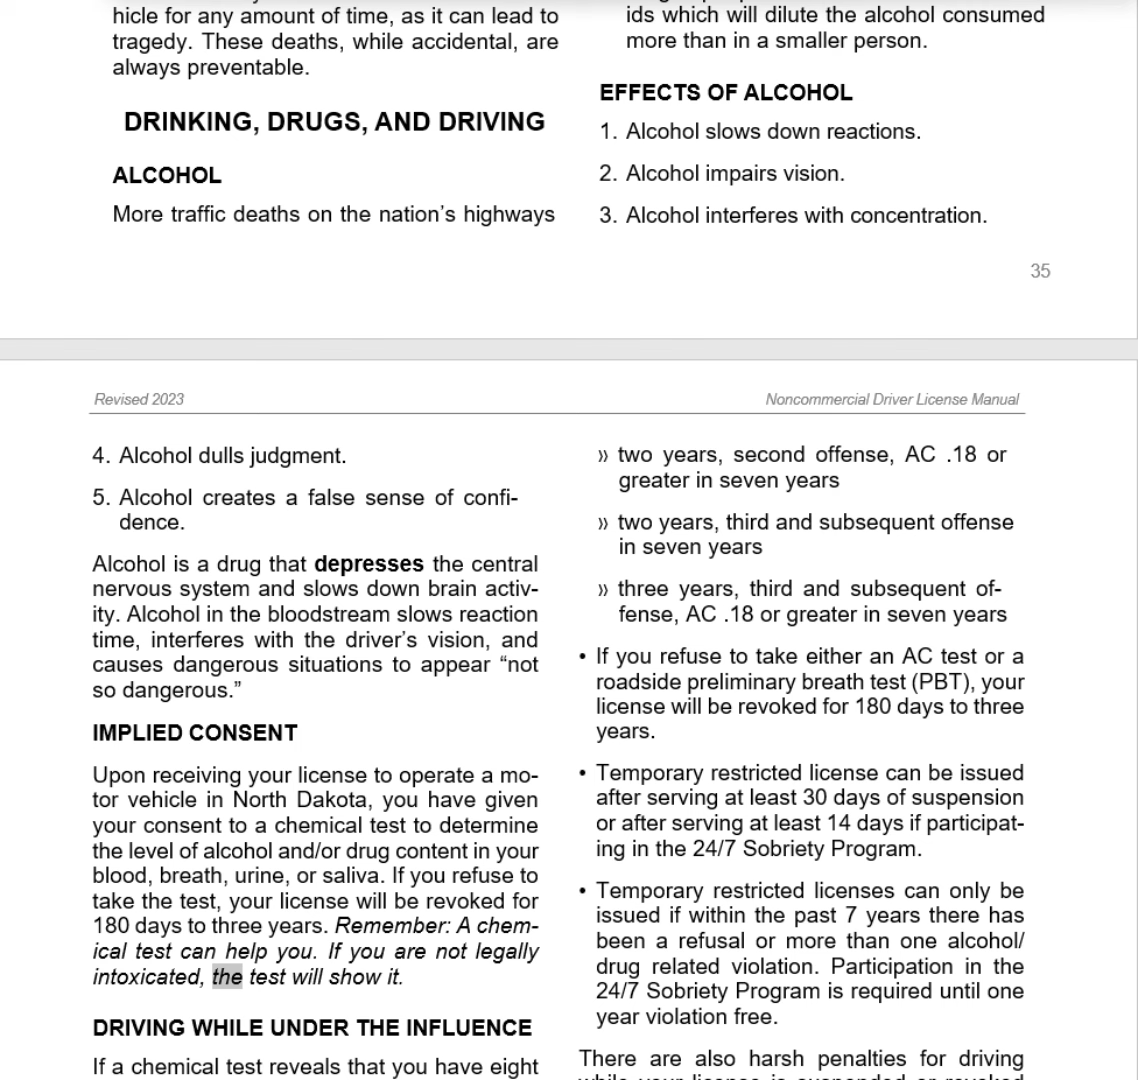 hicle for any amount of time, as it can lead to
tragedy. These deaths, while accidental, are
always preventable.
DRINKING, DRUGS, AND DRIVING
ALCOHOL
More traffic deaths on the nation's highways
ids which will dilute the alcohol consumed
more than in a smaller person.
EFFECTS OF ALCOHOL
1. Alcohol slows down reactions.
2. Alcohol impairs vision.
3. Alcohol interferes with concentration.
35
Revised 2023
Noncommercial Driver License Manual
4. Alcohol dulls judgment.
5. Alcohol creates a false sense of confi-
dence.
Alcohol is a drug that depresses the central
nervous system and slows down brain activ-
ity. Alcohol in the bloodstream slows reaction
time, interferes with the driver's vision, and
causes dangerous situations to appear “not
so dangerous.”
IMPLIED CONSENT
Upon receiving your license to operate a mo-
tor vehicle in North Dakota, you have given
your consent to a chemical test to determine
the level of alcohol and/or drug content in your
blood, breath, urine, or saliva. If you refuse to
take the test, your license will be revoked for
180 days to three years. Remember: A chem-
ical test can help you. If you are not legally
intoxicated, the test will show it.
DRIVING WHILE UNDER THE INFLUENCE
If a chemical test reveals that you have eight
» two years, second offense, AC .18 or
greater in seven years
» two years, third and subsequent offense
in seven years
» three years, third and subsequent of-
fense, AC .18 or greater in seven years
• If you refuse to take either an AC test or a
roadside preliminary breath test (PBT), your
license will be revoked for 180 days to three
years.
• Temporary restricted license can be issued
after serving at least 30 days of suspension
or after serving at least 14 days if participat-
ing in the 24/7 Sobriety Program.
• Temporary restricted licenses can only be
issued if within the past 7 years there has
been a refusal or more than one alcohol/
drug related violation. Participation in the
24/7 Sobriety Program is required until one
year violation free.
There are also harsh penalties for driving
while your license is suspended or revoked